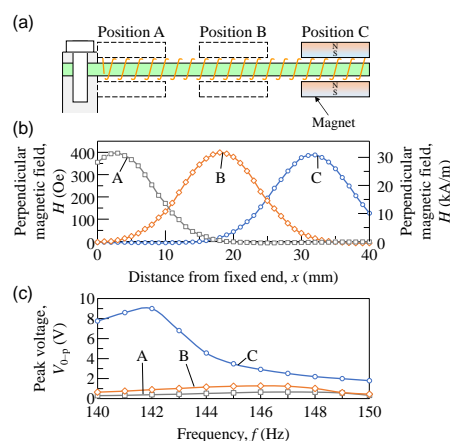 (a)
Position A Position B Position C
N
S
N
S
Magnet
(b)
Perpendicular magnetic field, H (Oe)
400
300
200
100
0
A B C
Perpendicular magnetic field, H (kA/m)
30
20
10
0
0 10 20 30 40
Distance from fixed end, x (mm)
(c)
Peak voltage, V0–p (V)
10
8
6
4
2
0
A B C
140 142 144 146 148 150
Frequency, f (Hz)